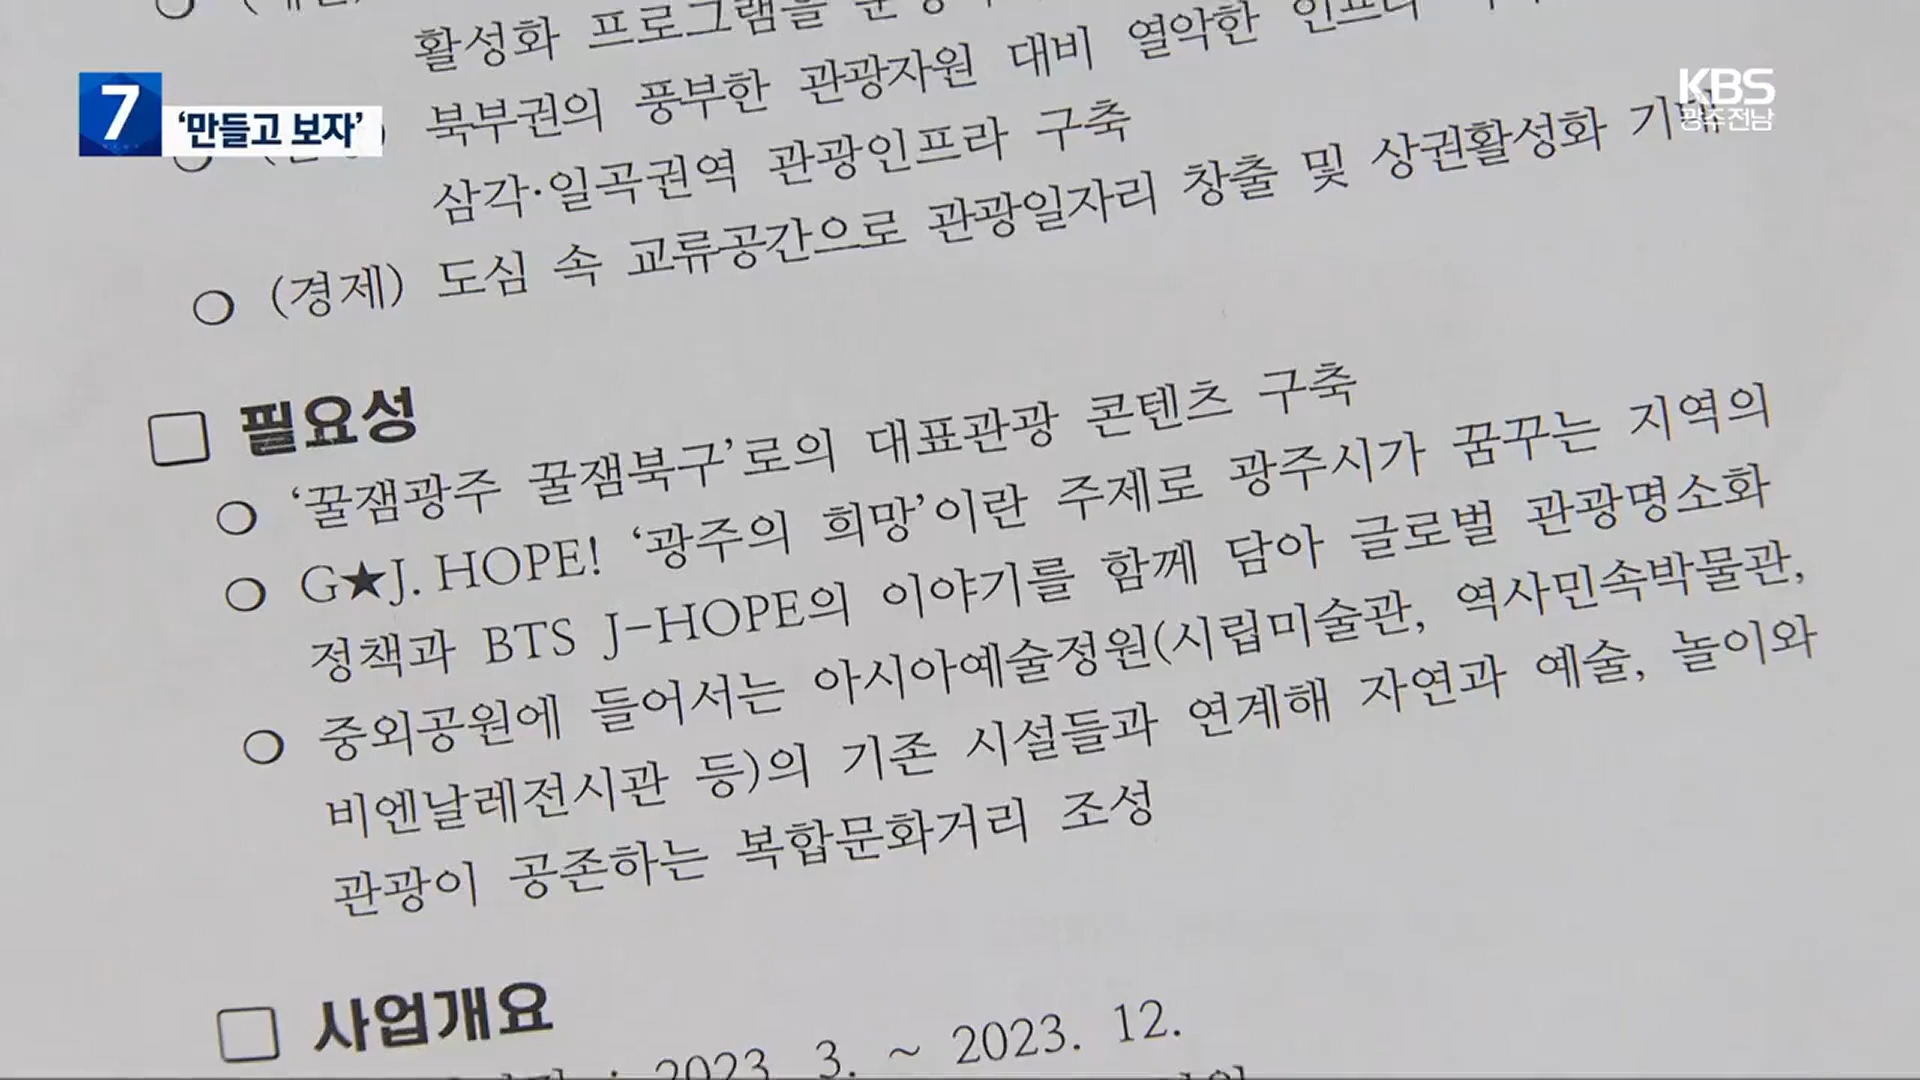 활성화 프로그램을
북부권의 풍부한 관광자원 대비 열악한 인프라
삼각·일곡권역 관광인프라 구축
❍ (경제) 도심 속 교류공간으로 관광일자리 창출 및 상권활성화 기대
□ 필요성
❍ ‘꿀잼광주 꿀잼북구’로의 대표관광 콘텐츠 구축
❍ G★J. HOPE! ‘광주의 희망’이란 주제로 광주시가 꿈꾸는 지역의
정책과 BTS J-HOPE의 이야기를 함께 담아 글로벌 관광명소화
❍ 중외공원에 들어서는 아시아예술정원(시립미술관, 역사민속박물관,
비엔날레전시관 등)의 기존 시설들과 연계해 자연과 예술, 놀이와
관광이 공존하는 복합문화거리 조성
□ 사업개요
: 2023. 3. ~ 2023. 12.
7
‘만들고 보자’
KBS
광주전남